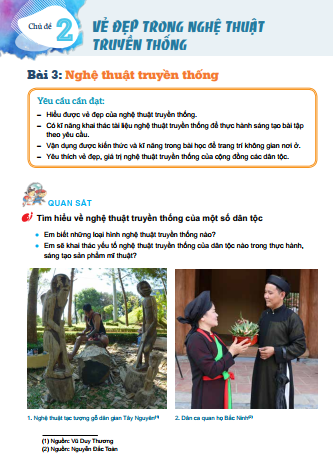 Chủ đề
2
VẺ ĐẸP TRONG NGHỆ THUẬT
TRUYỀN THỐNG
Bài 3: Nghệ thuật truyền thống
Yêu cầu cần đạt:
– Hiểu được vẻ đẹp của nghệ thuật truyền thống.
– Có kĩ năng khai thác tài liệu nghệ thuật truyền thống để thực hành sáng tạo bài tập
theo yêu cầu.
– Vận dụng được kiến thức và kĩ năng trong bài học để trang trí không gian nơi ở.
– Yêu thích vẻ đẹp, giá trị nghệ thuật truyền thống của cộng đồng các dân tộc.
QUAN SÁT
Tìm hiểu về nghệ thuật truyền thống của một số dân tộc
• Em biết những loại hình nghệ thuật truyền thống nào?
• Em sẽ khai thác yếu tố nghệ thuật truyền thống của dân tộc nào trong thực hành,
sáng tạo sản phẩm mĩ thuật?
1. Nghệ thuật tạc tượng gỗ dân gian Tây Nguyên(1)
2. Dân ca quan họ Bắc Ninh(2)
(1) Nguồn: Vũ Duy Thương
(2) Nguồn: Nguyễn Đắc Toàn